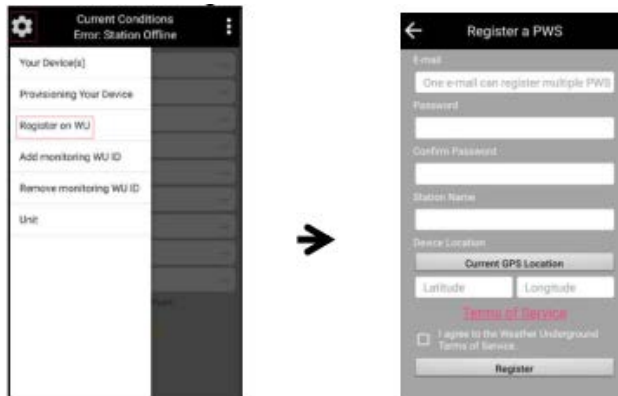 Current Conditions
Error: Station Offline
Your Device(s)
Provisioning Your Device
Register on WU
Add monitoring WU ID
Remove monitoring WU ID
Unit
Register a PWS
E-mail
One e-mail can register multiple PWS
Password
Confirm Password
Station Name
Device Location
Current GPS Location
Latitude
Longitude
Terms of Service
I agree to the Weather Underground
Terms of Service.
Register